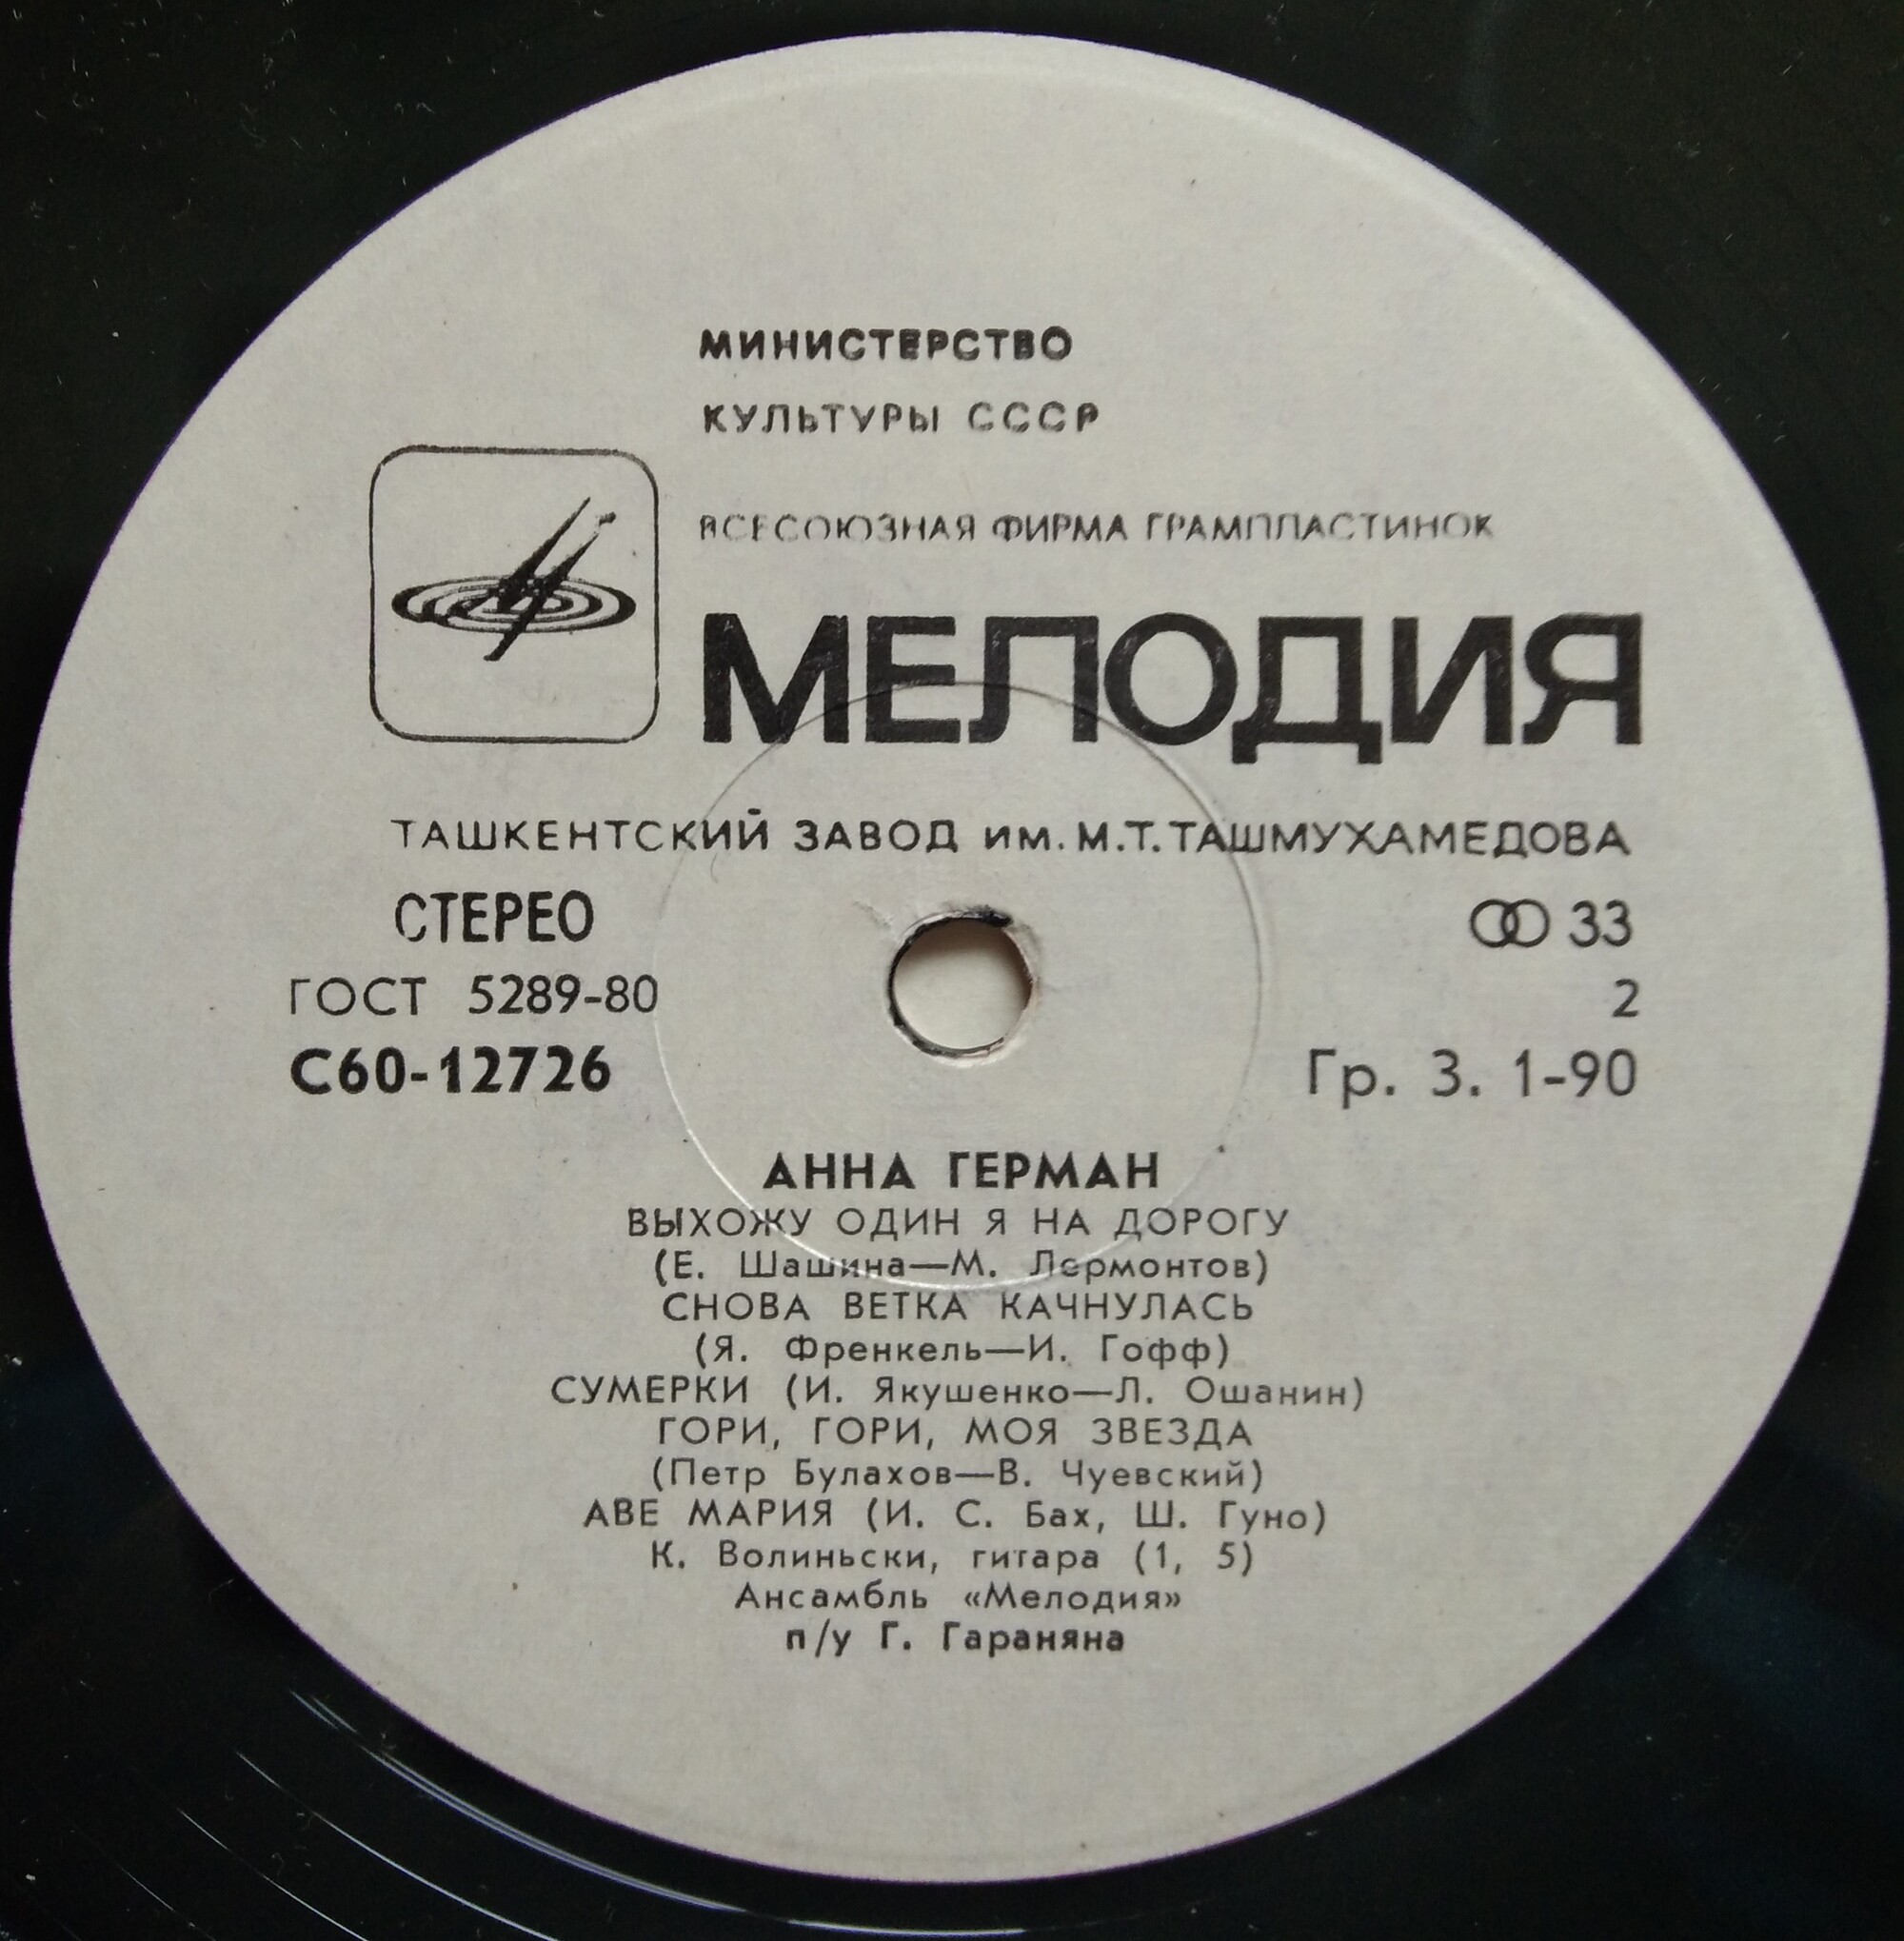 МИНИСТЕРСТВО
КУЛЬТУРЫ СССР
ВСЕСОЮЗНАЯ ФИРМА ГРАМПЛАСТИНОК
МЕЛОДИЯ
ТАШКЕНТСКИЙ ЗАВОД им. М.Т. ТАШМУХАМЕДОВА
СТЕРЕО 33
ГОСТ 5289-80 2
С60-12726 Гр. 3. 1-90
АННА ГЕРМАН
ВЫХОЖУ ОДИН Я НА ДОРОГУ
(Е. Шашина—М. Лермонтов)
СНОВА ВЕТКА КАЧНУЛАСЬ
(Я. Френкель—И. Гофф)
СУМЕРКИ (И. Якушенко—Л. Ошанин)
ГОРИ, ГОРИ, МОЯ ЗВЕЗДА
(Петр Булахов—В. Чуевский)
АВЕ МАРИЯ (И. С. Бах, Ш. Гуно)
К. Волиньски, гитара (1, 5)
Ансамбль «Мелодия»
п/у Г. Гараняна